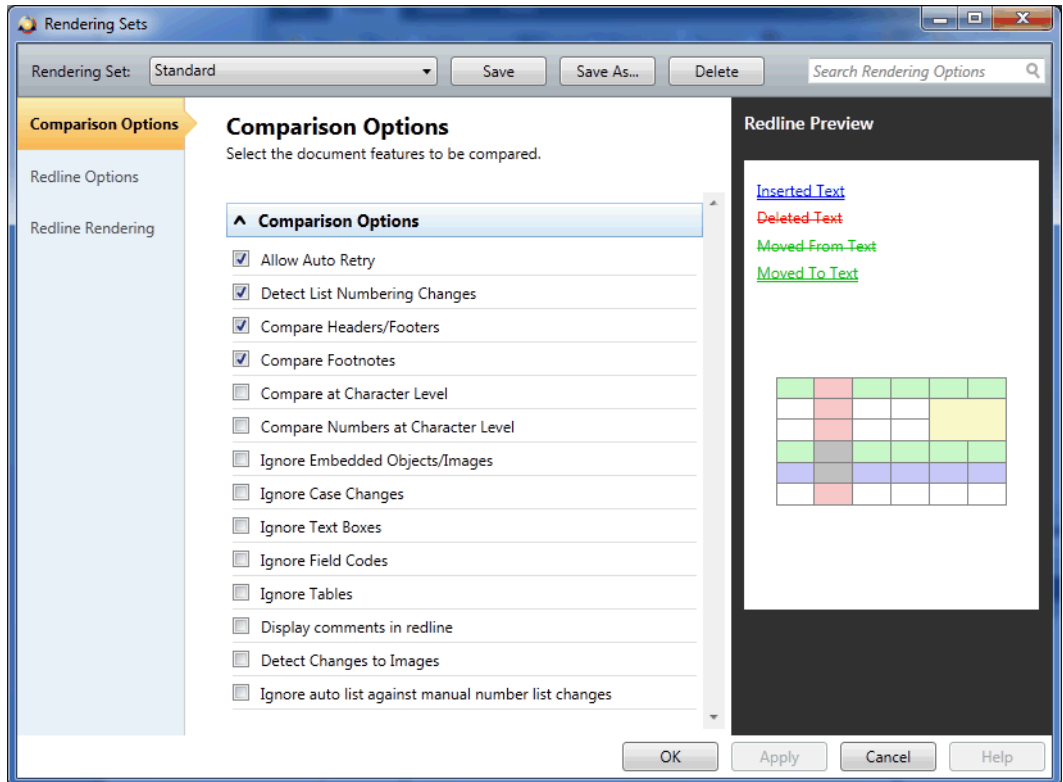 Rendering Sets
Rendering Set: Standard Save Save As... Delete Search Rendering Options
Comparison Options
Redline Options
Redline Rendering
Comparison Options
Select the document features to be compared.
Comparison Options
Allow Auto Retry
Detect List Numbering Changes
Compare Headers/Footers
Compare Footnotes
Compare at Character Level
Compare Numbers at Character Level
Ignore Embedded Objects/Images
Ignore Case Changes
Ignore Text Boxes
Ignore Field Codes
Ignore Tables
Display comments in redline
Detect Changes to Images
Ignore auto list against manual number list changes
Redline Preview
Inserted Text
Deleted Text
Moved From Text
Moved To Text
OK Apply Cancel Help